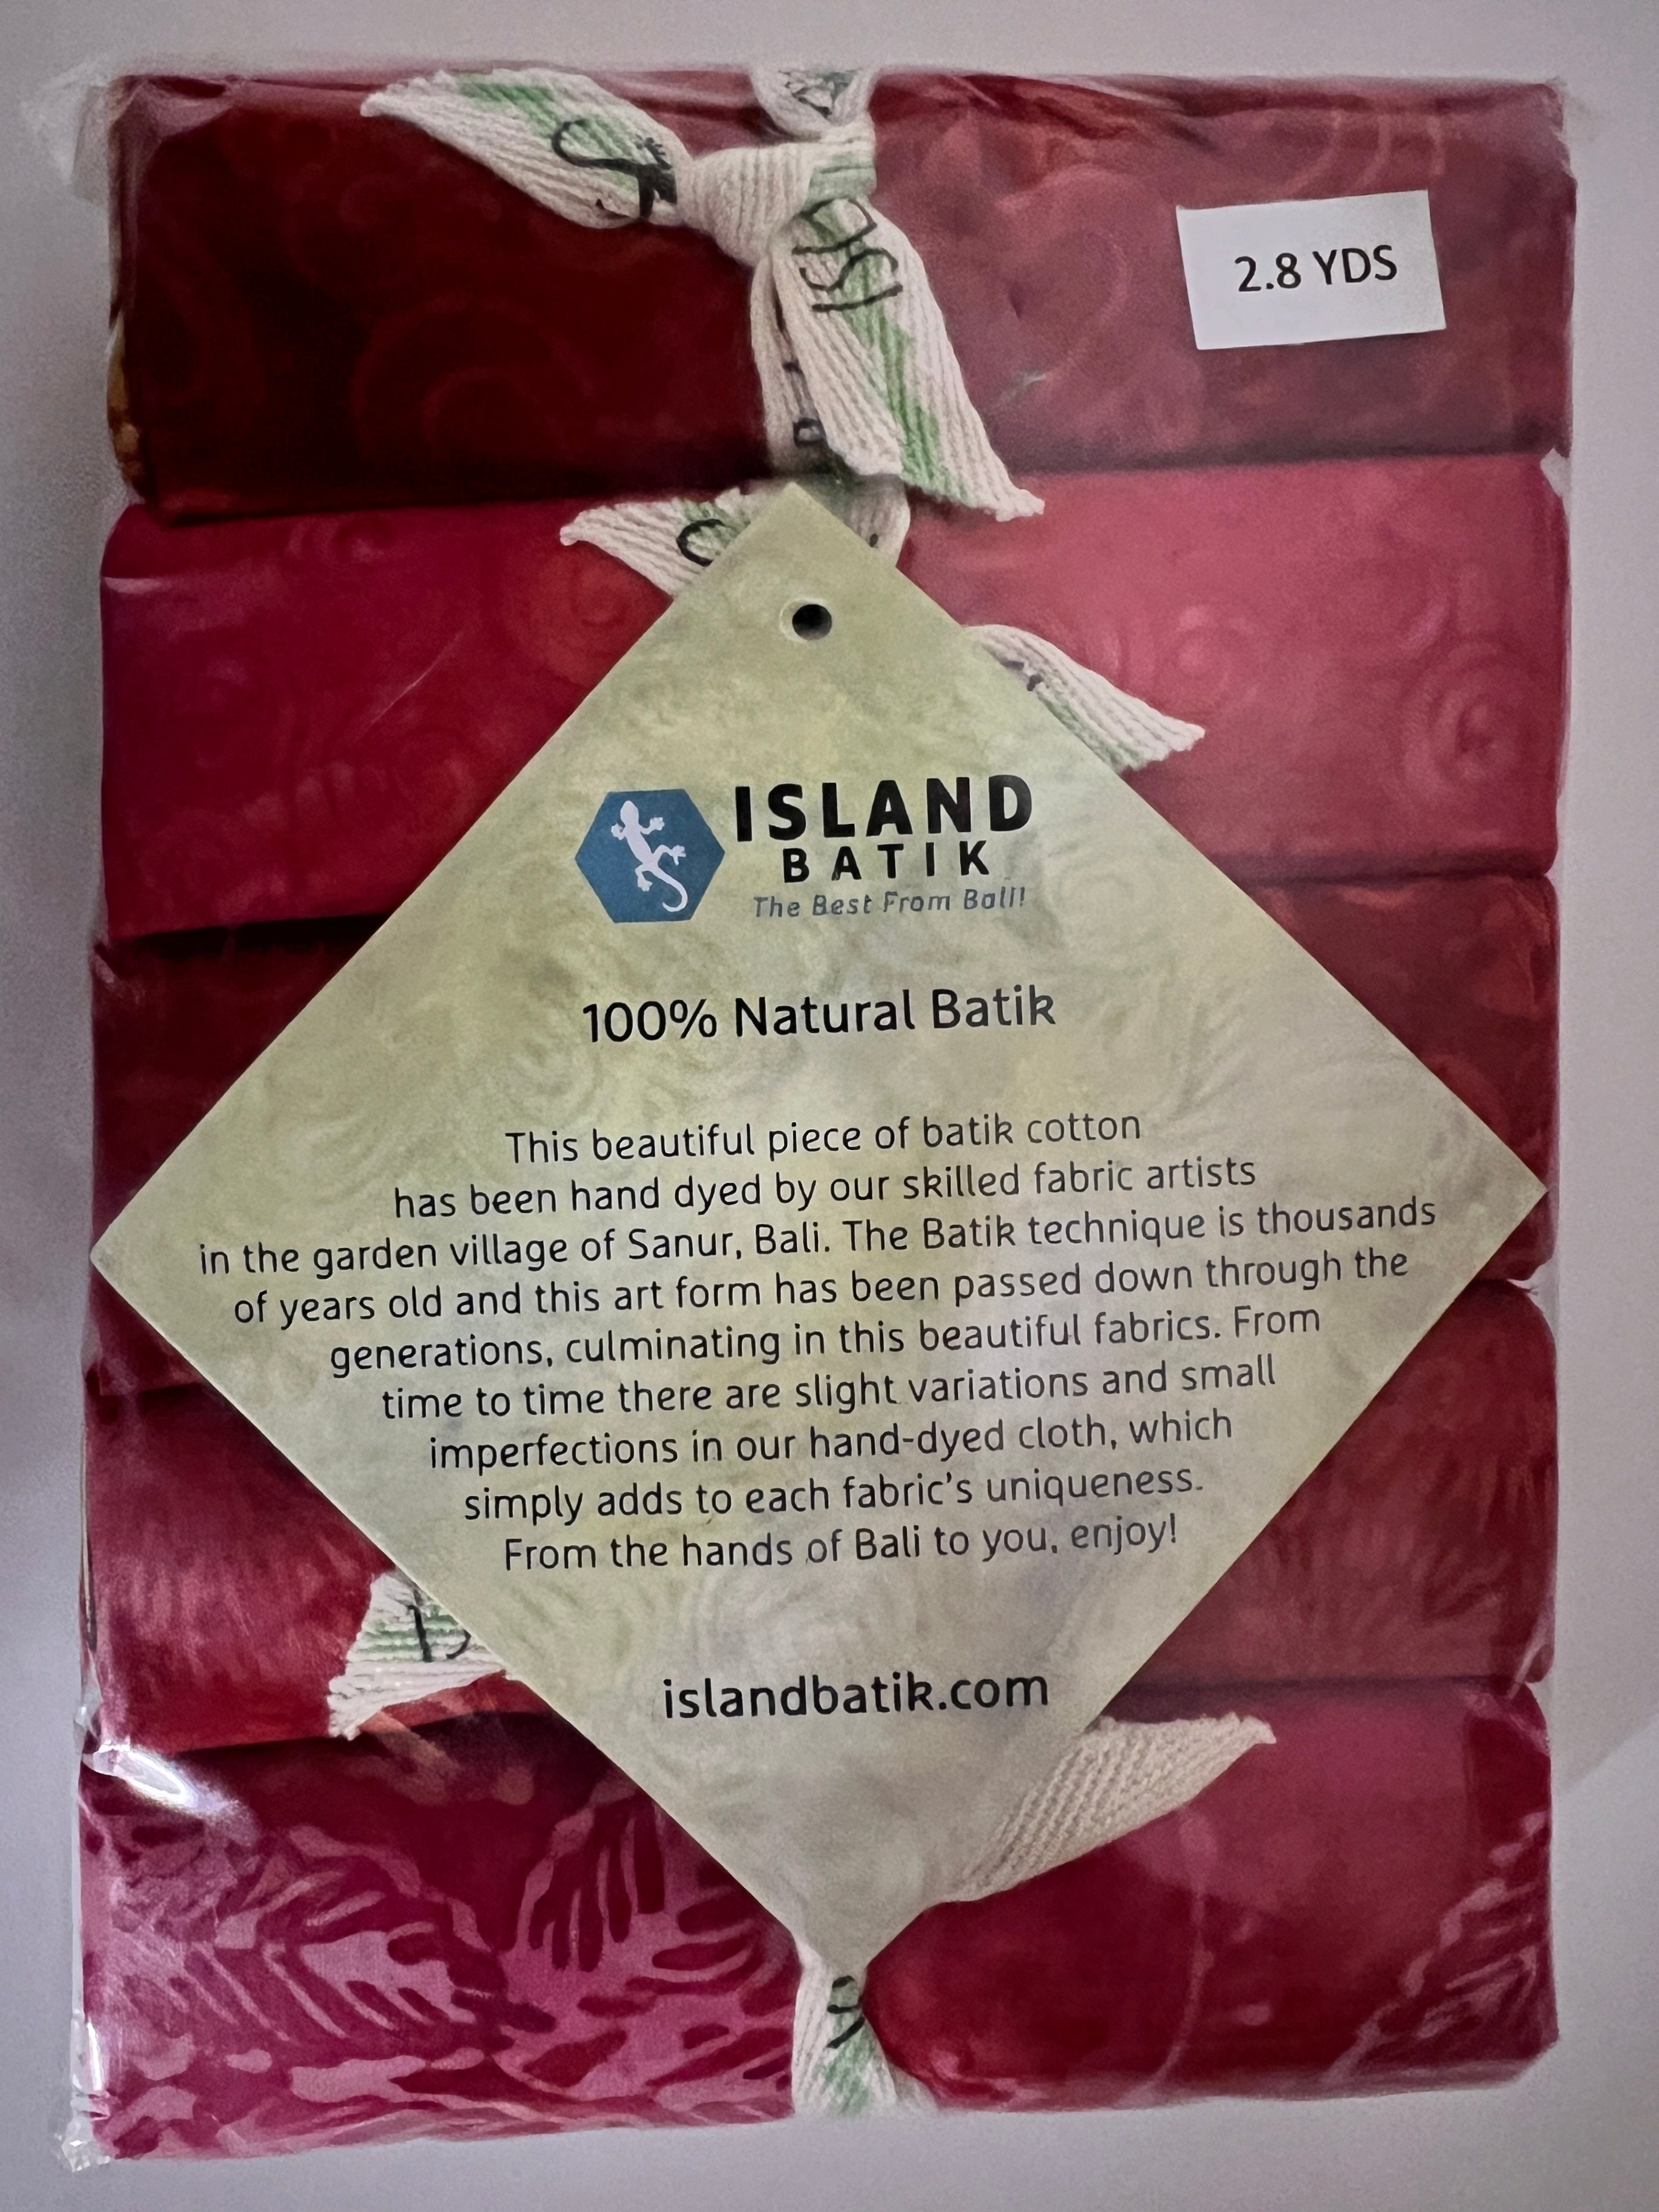 2.8 YDS
ISLAND
BATIK
The Best From Bali!
100% Natural Batik
This beautiful piece of batik cotton
has been hand dyed by our skilled fabric artists
in the garden village of Sanur, Bali. The Batik technique is thousands
of years old and this art form has been passed down through the
generations, culminating in this beautiful fabrics. From
time to time there are slight variations and small
imperfections in our hand-dyed cloth, which
simply adds to each fabric's uniqueness.
From the hands of Bali to you, enjoy!
islandbatik.com